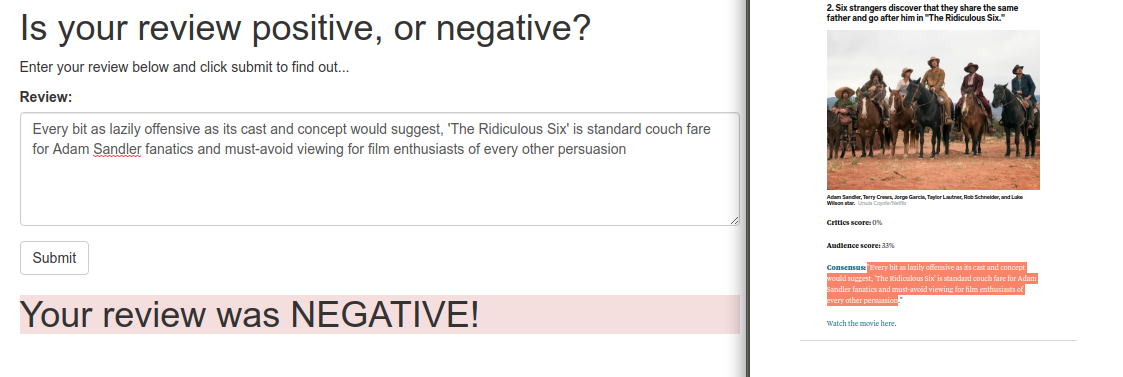 Is your review positive, or negative?
Enter your review below and click submit to find out...
Review:
Every bit as lazily offensive as its cast and concept would suggest, 'The Ridiculous Six' is standard couch fare
for Adam Sandler fanatics and must-avoid viewing for film enthusiasts of every other persuasion
Submit
Your review was NEGATIVE!
2. Six strangers discover that they share the same
father and go after him in "The Ridiculous Six."
Adam Sandler, Terry Crews, Jorge Garcia, Taylor Lautner, Rob Schneider, and Luke
Wilson star. Ursula Coyote/Netflix
Critics score: 0%
Audience score: 33%
Consensus: "Every bit as lazily offensive as its cast and concept
would suggest, 'The Ridiculous Six' is standard couch fare for Adam
Sandler fanatics and must-avoid viewing for film enthusiasts of
every other persuasion."
Watch the movie here.